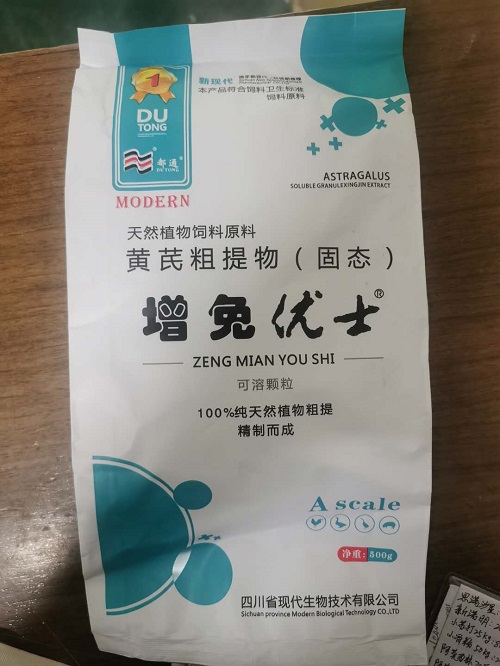 新现代
本产品符合饲料卫生标准
饲料原料
1
DU
TONG
都通
DUTONG
MODERN
ASTRAGALUS
SOLUBLE GRANULEXINGJIN EXTRACT
天然植物饲料原料
黄芪粗提物（固态）
增免优士®
ZENG MIAN YOU SHI
可溶颗粒
100%纯天然植物粗提
精制而成
A scale
净重：500g
四川省现代生物技术有限公司
Sichuan province Modern Biological Technology CO.,LTD